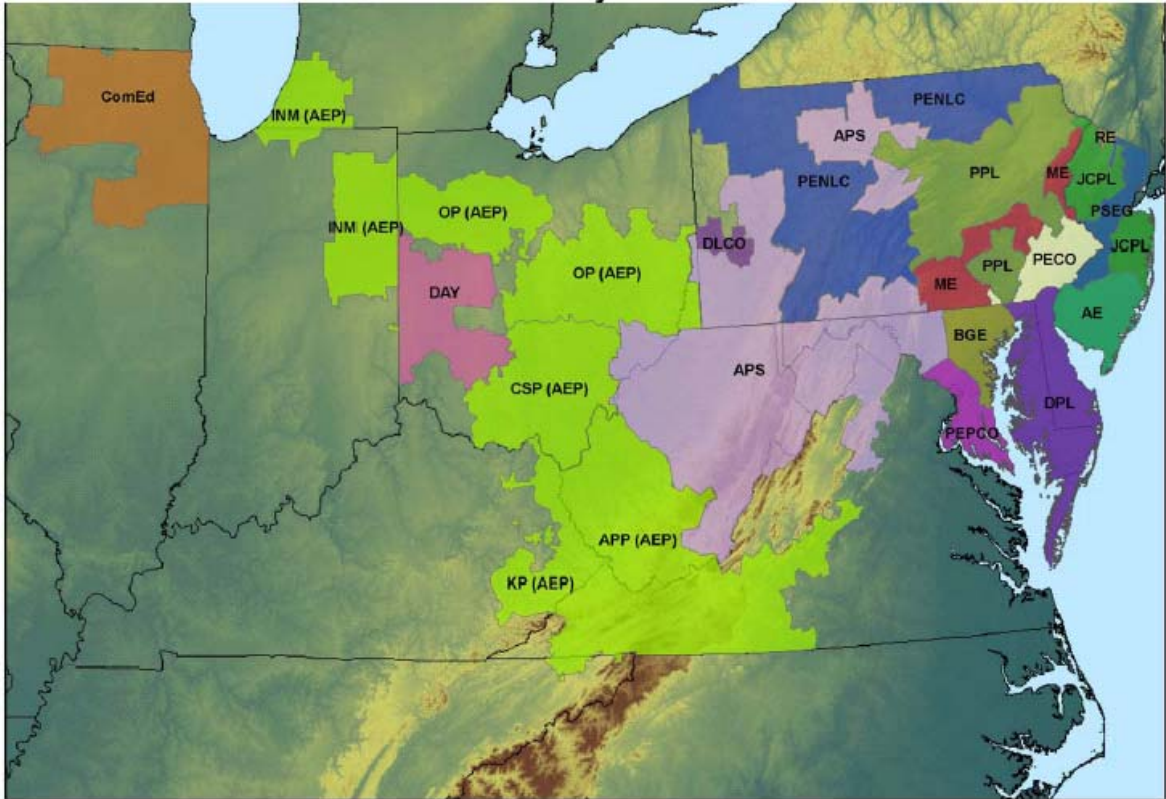 ComEd
PENLC
INM (AEP)
APS
RE
PPL
ME
JCPL
PENLC
OP (AEP)
PSEG
INM (AEP)
DLCO
JCPL
PECO
OP (AEP)
PPL
ME
DAY
AE
BGE
APS
CSP (AEP)
DPL
PEPCO
APP (AEP)
KP (AEP)